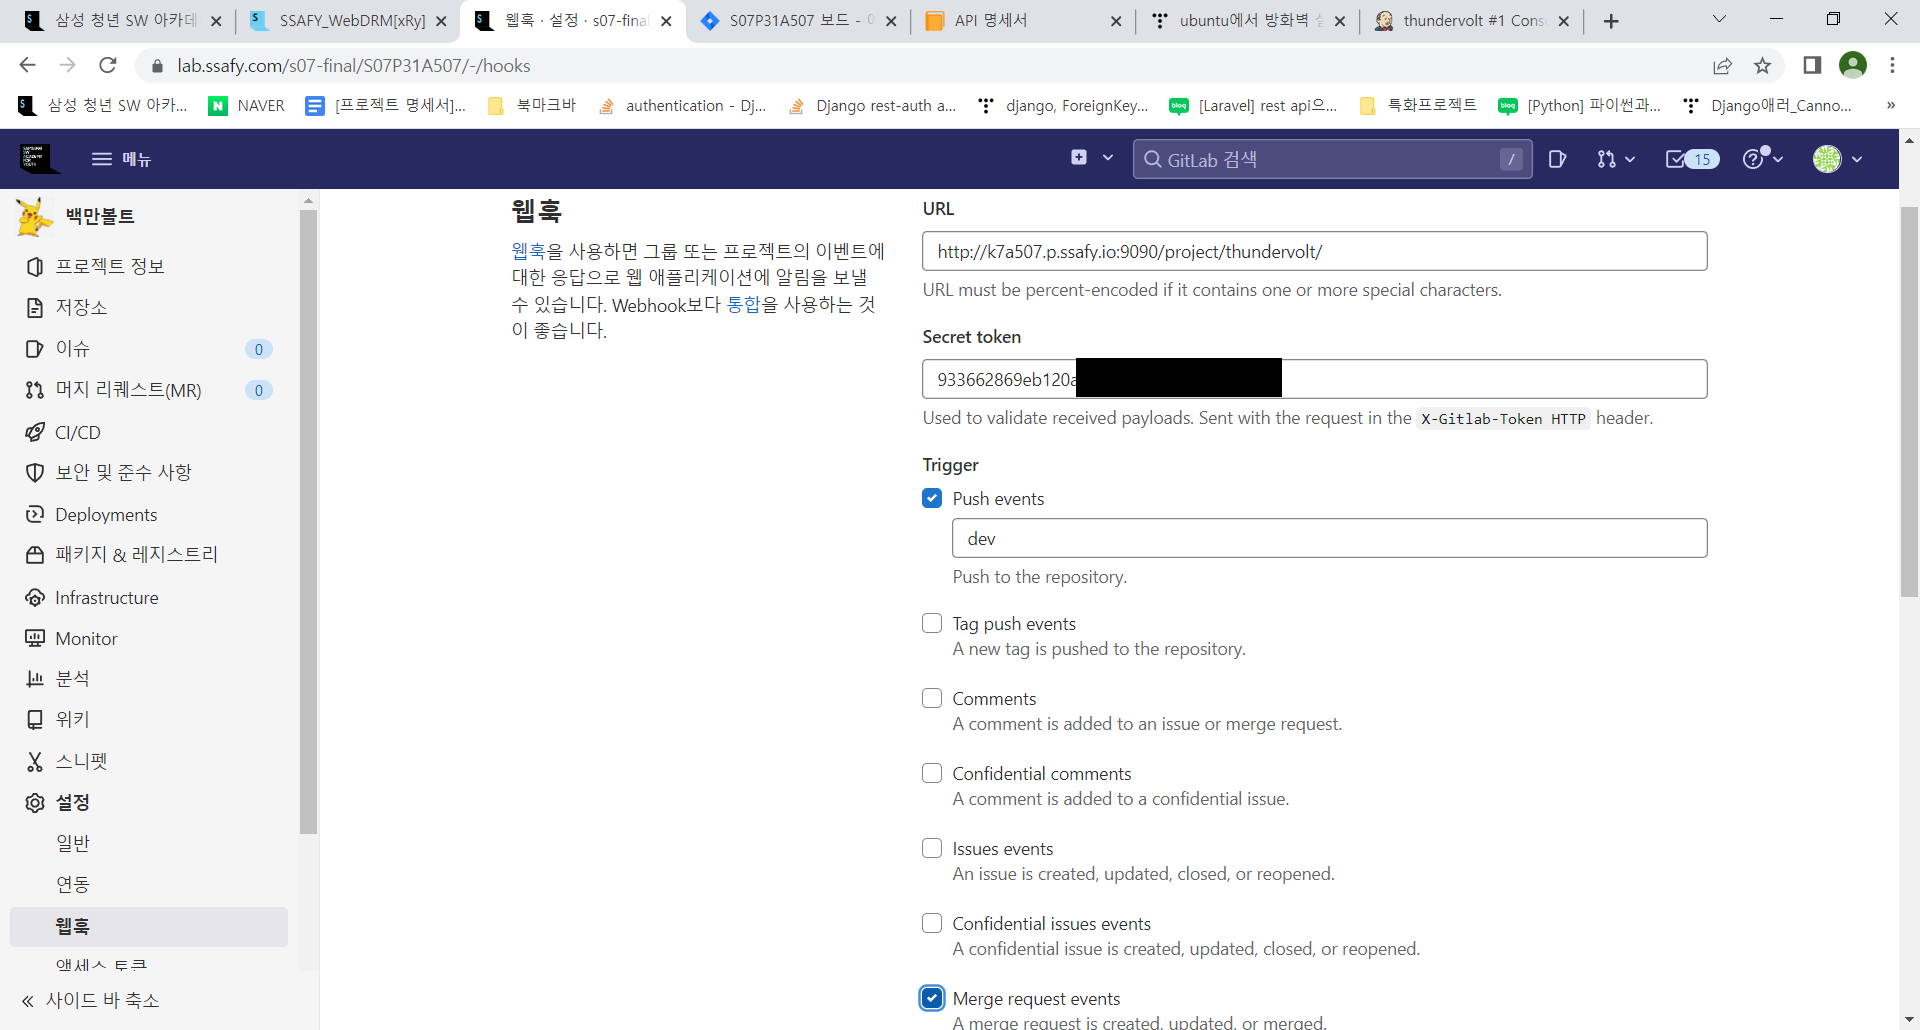 삼성 청년 SW 아카데
SSAFY_WebDRM[xRy]
웹훅 · 설정 · s07-final
S07P31A507 보드 -
API 명세서
ubuntu에서 방화벽
thundervolt #1 Cons
lab.ssafy.com/s07-final/S07P31A507/-/hooks
삼성 청년 SW 아카...
NAVER
[프로젝트 명세서]...
북마크바
authentication - Dj...
Django rest-auth a...
django, ForeignKey...
[Laravel] rest api으...
특화프로젝트
[Python] 파이썬과...
Django애러_Canno...
»
메뉴
GitLab 검색
/
15
백만볼트
프로젝트 정보
저장소
이슈
0
머지 리퀘스트(MR)
0
CI/CD
보안 및 준수 사항
Deployments
패키지 & 레지스트리
Infrastructure
Monitor
분석
위키
스니펫
설정
일반
연동
웹훅
액세스 토큰
« 사이드 바 축소
웹훅
웹훅을 사용하면 그룹 또는 프로젝트의 이벤트에
대한 응답으로 웹 애플리케이션에 알림을 보낼
수 있습니다. Webhook보다 통합을 사용하는 것
이 좋습니다.
URL
http://k7a507.p.ssafy.io:9090/project/thundervolt/
URL must be percent-encoded if it contains one or more special characters.
Secret token
933662869eb120a
Used to validate received payloads. Sent with the request in the X-Gitlab-Token HTTP header.
Trigger
Push events
dev
Push to the repository.
Tag push events
A new tag is pushed to the repository.
Comments
A comment is added to an issue or merge request.
Confidential comments
A comment is added to a confidential issue.
Issues events
An issue is created, updated, closed, or reopened.
Confidential issues events
A confidential issue is created, updated, closed, or reopened.
Merge request events
A merge request is created, updated, or merged.